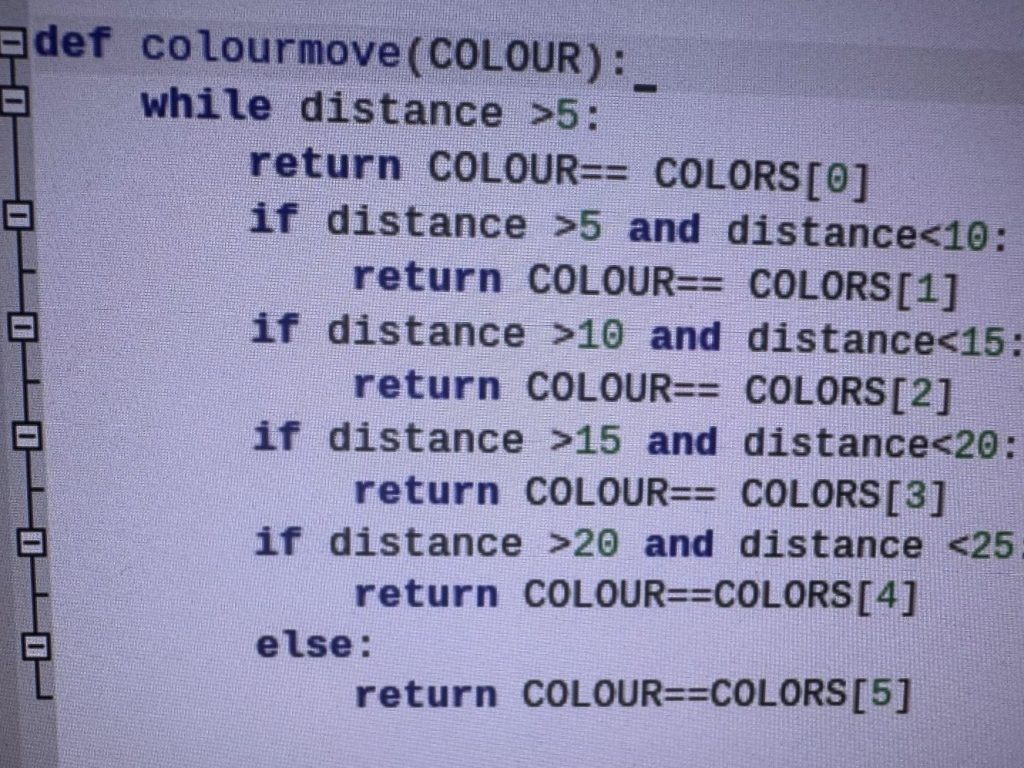 def colourmove(COLOUR):
    while distance >5:
        return COLOUR== COLORS[0]
        if distance >5 and distance<10:
            return COLOUR== COLORS[1]
        if distance >10 and distance<15:
            return COLOUR== COLORS[2]
        if distance >15 and distance<20:
            return COLOUR== COLORS[3]
        if distance >20 and distance <25:
            return COLOUR==COLORS[4]
        else:
            return COLOUR==COLORS[5]